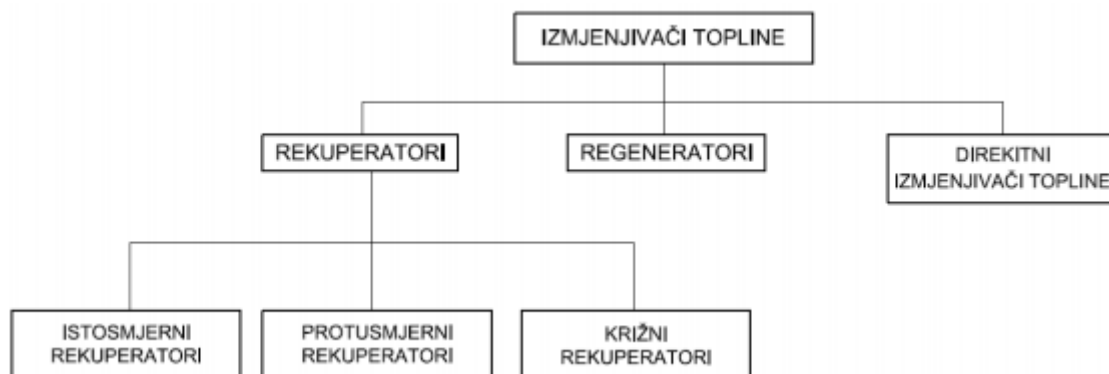 IZMJENJIVAČI TOPLINE
REKUPERATORI
REGENERATORI
DIREKITNI
IZMJENJIVAČI TOPLINE
ISTOSMJERNI
REKUPERATORI
PROTUSMJERNI
REKUPERATORI
KRIŽNI
REKUPERATORI